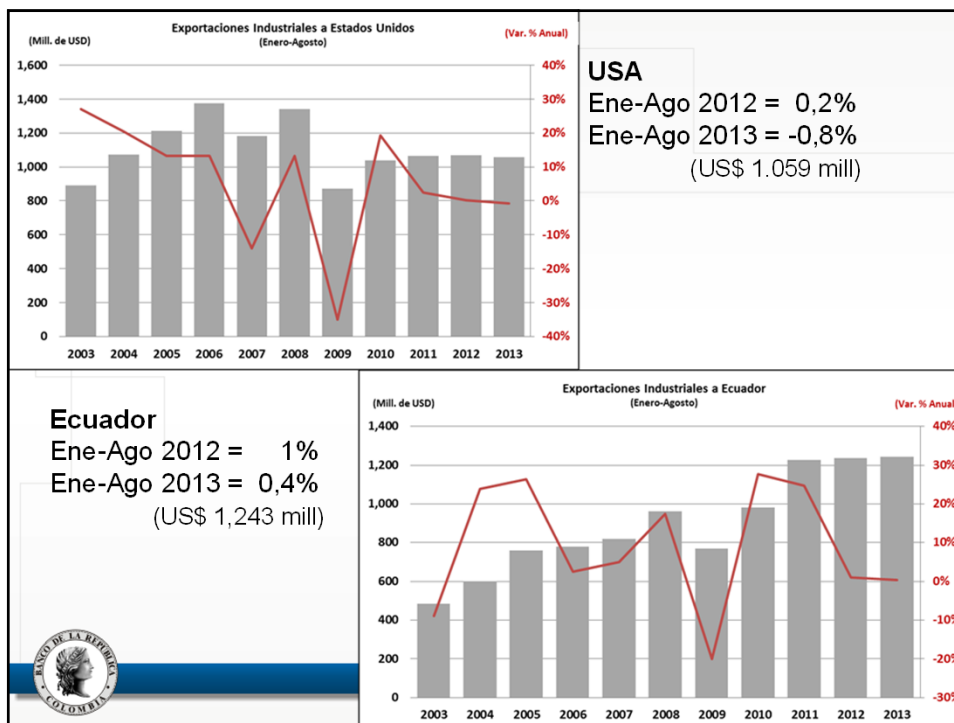 Exportaciones Industriales a Estados Unidos
(Mill. de USD) (Enero-Agosto) (Var. % Anual)
1,600 40%
1,400 30%
1,200 20%
1,000 10%
800 0%
600 -10%
400 -20%
200 -30%
0 -40%
2003 2004 2005 2006 2007 2008 2009 2010 2011 2012 2013
USA
Ene-Ago 2012 = 0,2%
Ene-Ago 2013 = -0,8%
(US$ 1.059 mill)
Ecuador
Ene-Ago 2012 = 1%
Ene-Ago 2013 = 0,4%
(US$ 1,243 mill)
Exportaciones Industriales a Ecuador
(Mill. de USD) (Enero-Agosto) (Var. % Anual)
1,400 40%
1,200 30%
1,000 20%
800 10%
600 0%
400 -10%
200 -20%
0 -30%
2003 2004 2005 2006 2007 2008 2009 2010 2011 2012 2013
BANCO DE LA REPUBLICA
COLOMBIA